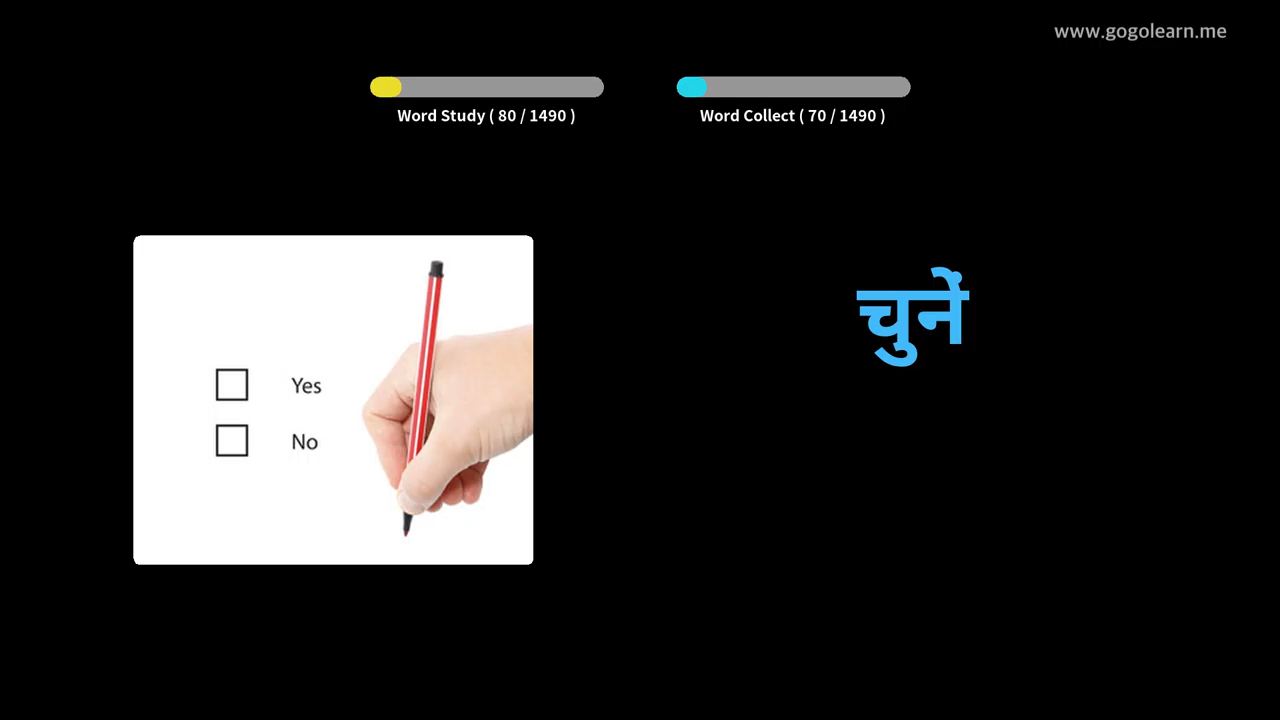 www.gogolearn.me
Word Study ( 80 / 1490 )
Word Collect ( 70 / 1490 )
चुनें
Yes
No